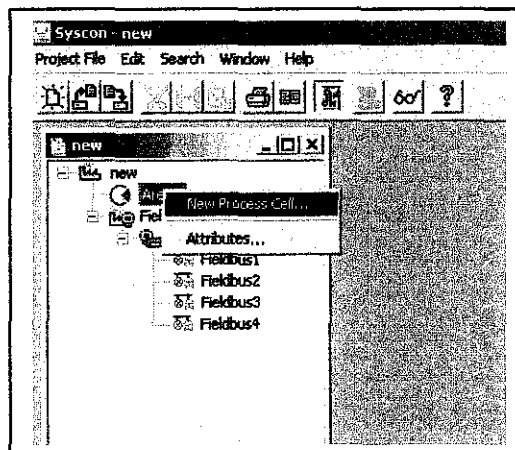 Syscon - new
Project File Edit Search Window Help
new
new
New Process Cell...
Attributes...
Fieldbus1
Fieldbus2
Fieldbus3
Fieldbus4